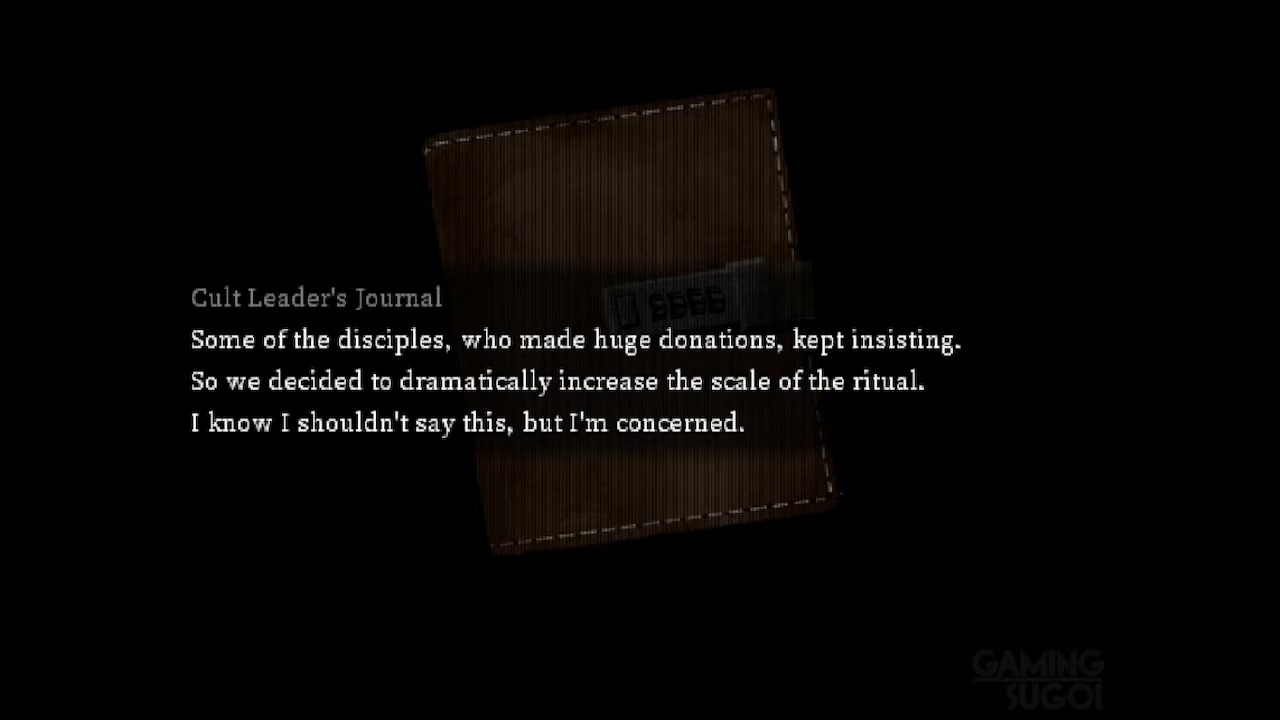 Cult Leader's Journal
Some of the disciples, who made huge donations, kept insisting.
So we decided to dramatically increase the scale of the ritual.
I know I shouldn't say this, but I'm concerned.
GAMING
SUGOI